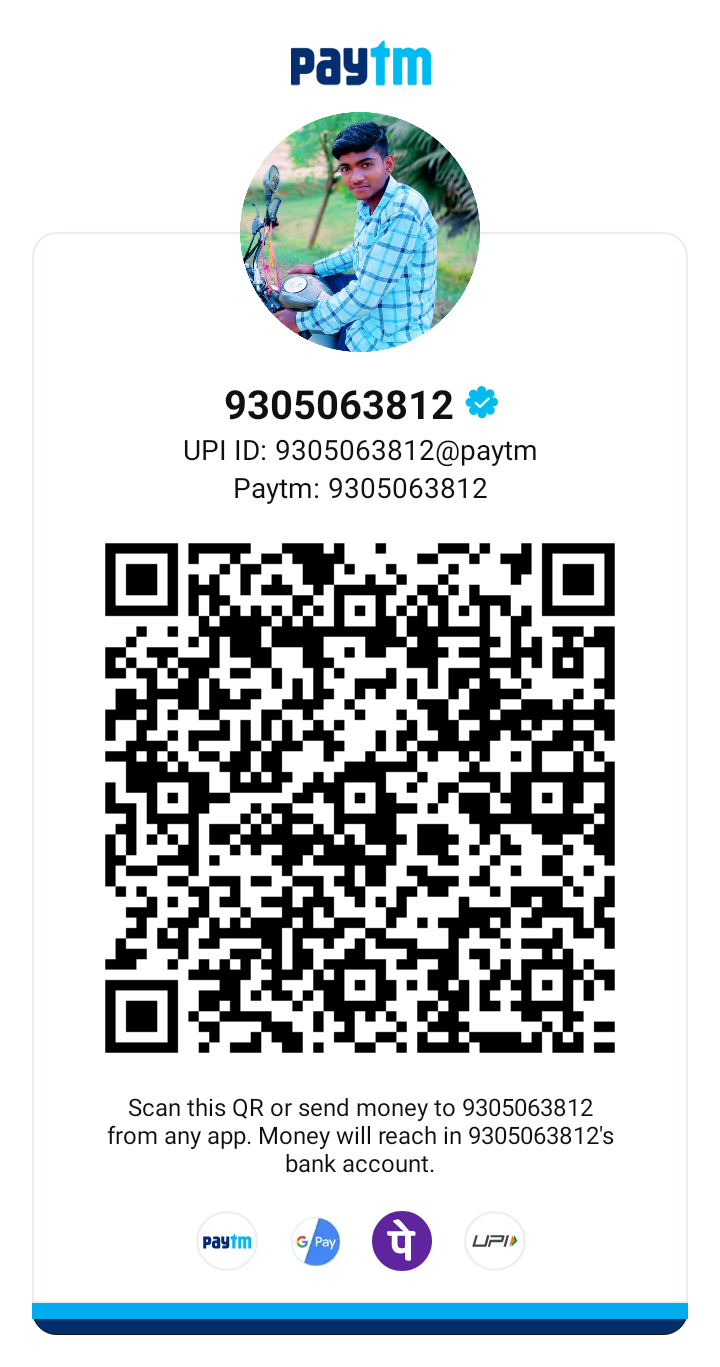 paytm
9305063812
UPI ID: 9305063812@paytm
Paytm: 9305063812
Scan this QR or send money to 9305063812
from any app. Money will reach in 9305063812's
bank account.
paytm
G Pay
पे
UPI